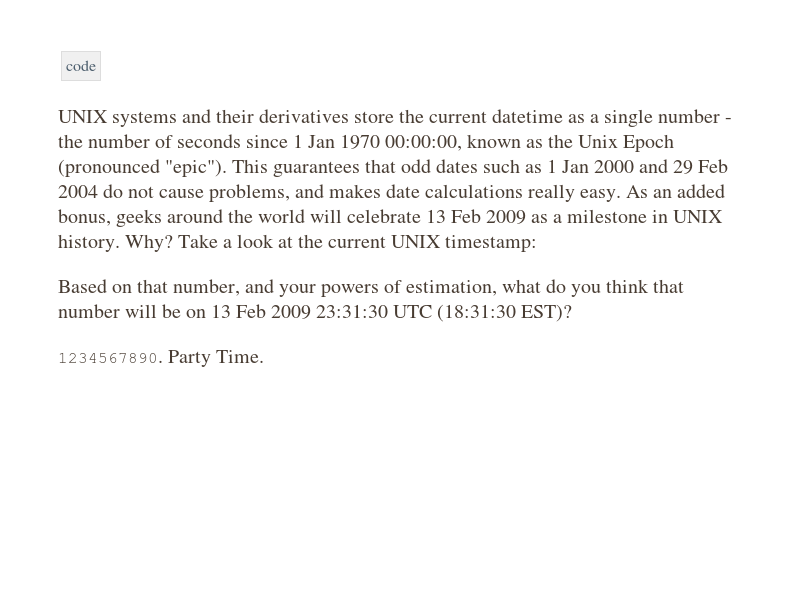 code
UNIX systems and their derivatives store the current datetime as a single number -
the number of seconds since 1 Jan 1970 00:00:00, known as the Unix Epoch
(pronounced "epic"). This guarantees that odd dates such as 1 Jan 2000 and 29 Feb
2004 do not cause problems, and makes date calculations really easy. As an added
bonus, geeks around the world will celebrate 13 Feb 2009 as a milestone in UNIX
history. Why? Take a look at the current UNIX timestamp:
Based on that number, and your powers of estimation, what do you think that
number will be on 13 Feb 2009 23:31:30 UTC (18:31:30 EST)?
1234567890. Party Time.